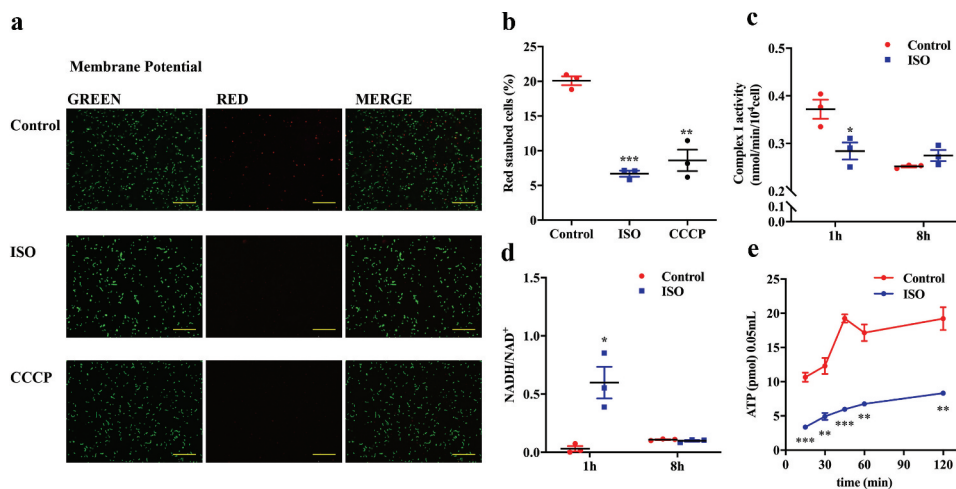 a
Membrane Potential
GREEN RED MERGE
Control
ISO
CCCP
b
Red staubed cells (%)
25
20
15
10
5
0
***
**
Control ISO CCCP
c
Complex I activity
(nmol/min/10⁴cell)
0.5
0.4
0.3
0.2
0.1
0.0
Control
ISO
*
1h 8h
d
NADH/NAD⁺
1.5
1.0
0.5
0.0
Control
ISO
*
1h 8h
e
ATP (pmol) 0.05mL
25
20
15
10
5
0
Control
ISO
*** ** *** ** **
0 30 60 90 120
time (min)